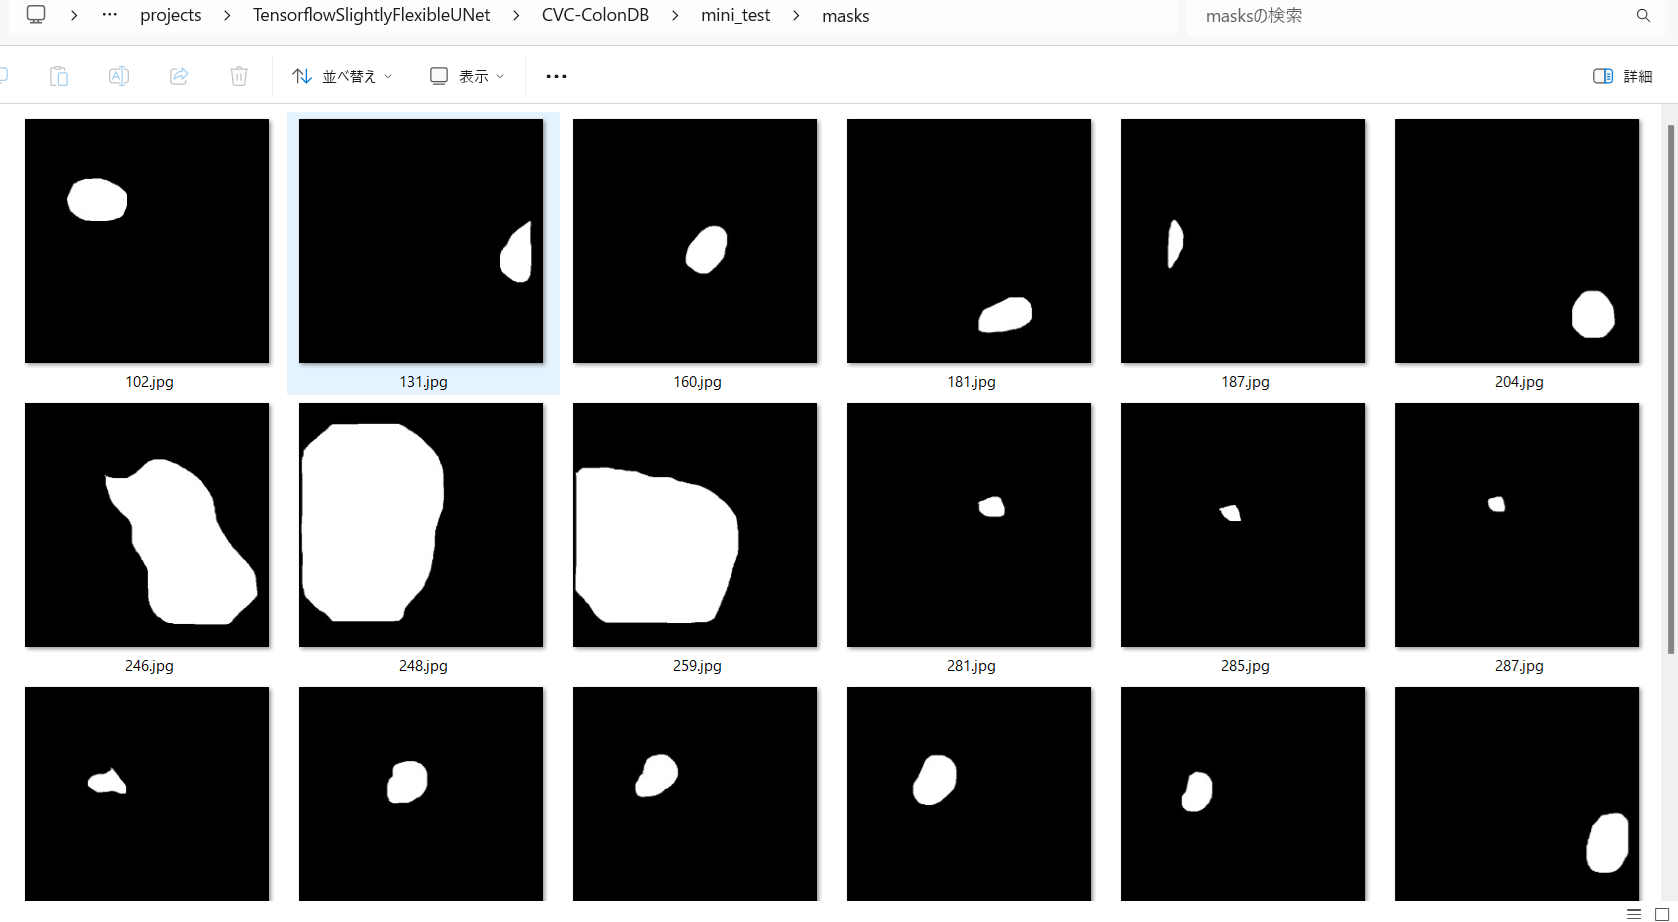 projects > TensorflowSlightlyFlexibleUNet > CVC-ColonDB > mini_test > masks
masksの検索
並べ替え 表示 詳細
102.jpg 131.jpg 160.jpg 181.jpg 187.jpg 204.jpg
246.jpg 248.jpg 259.jpg 281.jpg 285.jpg 287.jpg